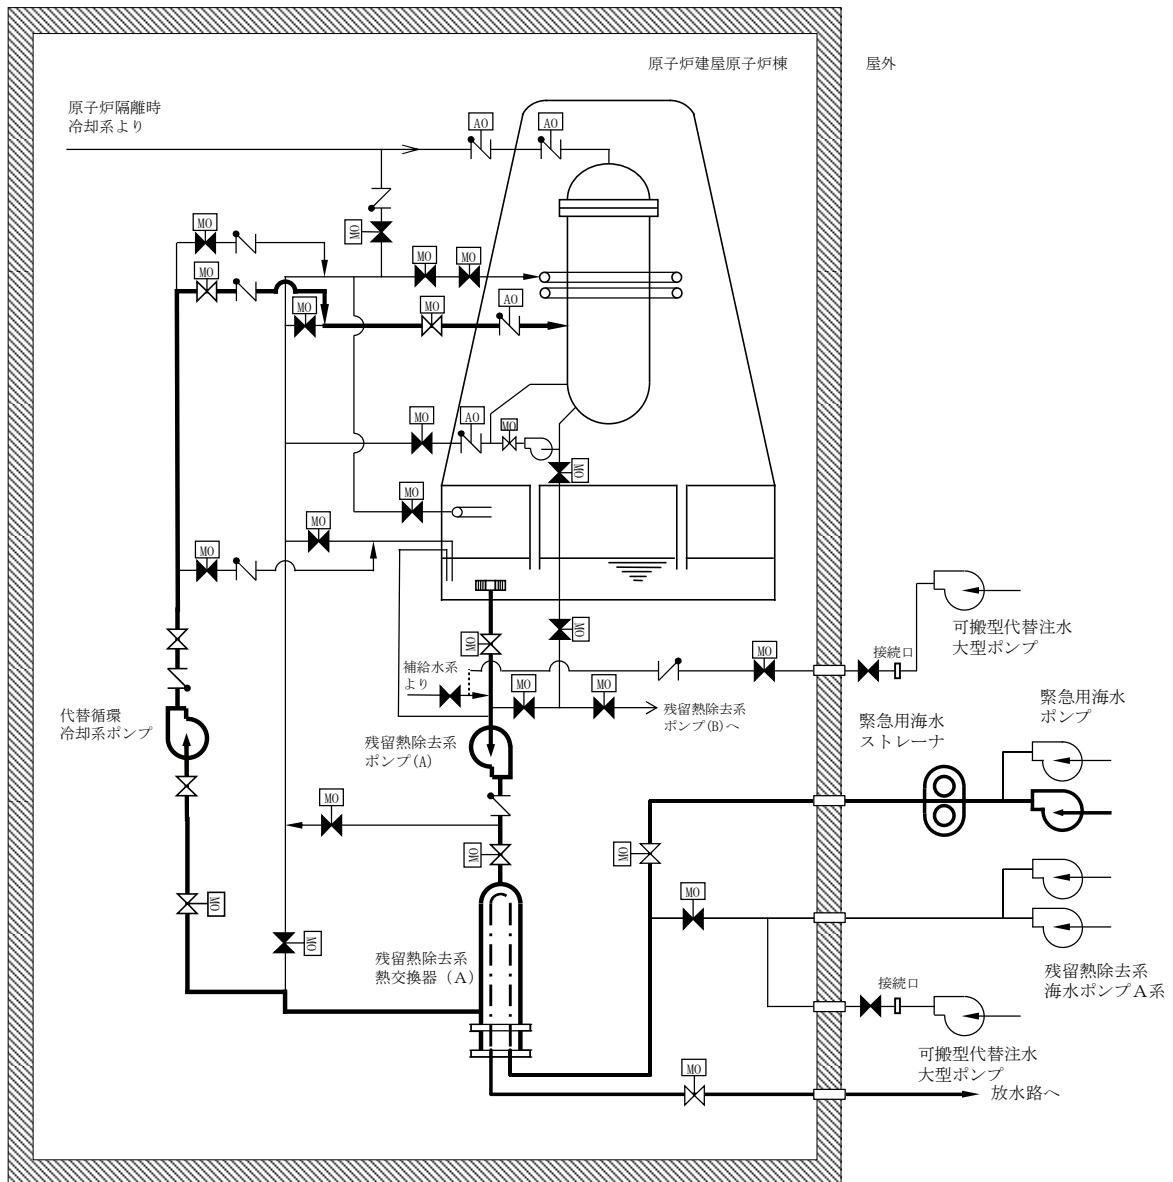 原子炉建屋原子炉棟
屋外
原子炉隔離時
冷却系より
AO
AO
MO
MO
MO
MO
MO
AO
MO
MO
MO
AO
MO
MO
MO
MO
MO
MO
MO
MO
可搬型代替注水
大型ポンプ
補給水系
より
MO
接続口
MO
MO
残留熱除去系
ポンプ(B)へ
代替循環
冷却系ポンプ
残留熱除去系
ポンプ(A)
緊急用海水
ストレーナ
緊急用海水
ポンプ
MO
MO
MO
MO
MO
MO
残留熱除去系
熱交換器(A)
接続口
残留熱除去系
海水ポンプA系
可搬型代替注水
大型ポンプ
MO
放水路へ